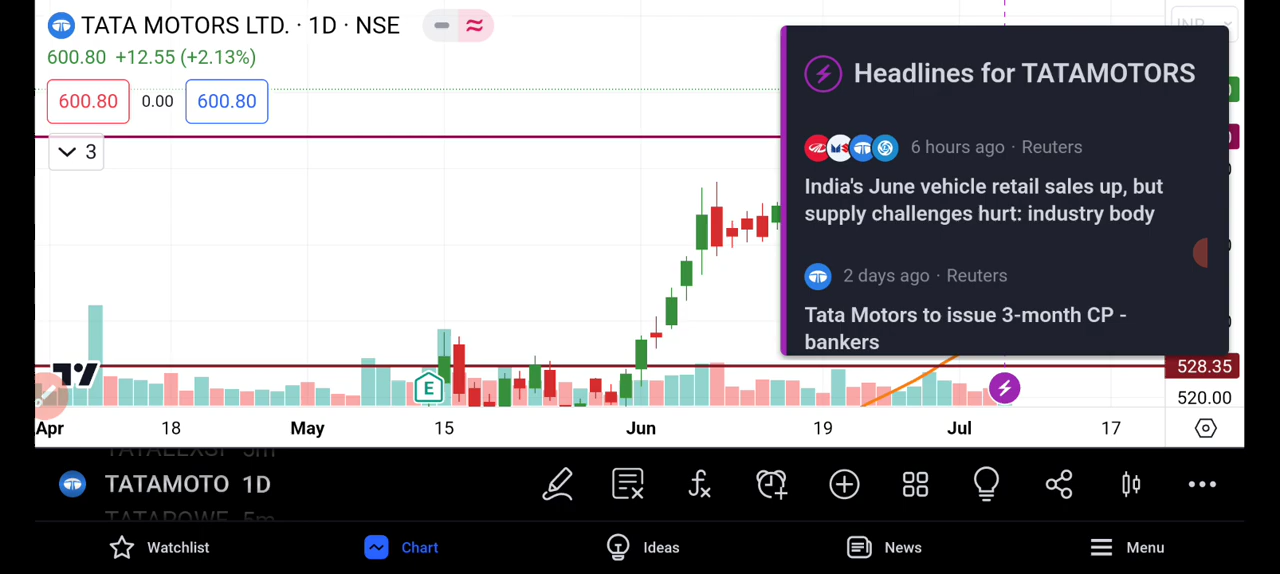 TATA MOTORS LTD. · 1D · NSE
600.80 +12.55 (+2.13%)
600.80 0.00 600.80
3
INR
Headlines for TATAMOTORS
6 hours ago · Reuters
India's June vehicle retail sales up, but
supply challenges hurt: industry body
2 days ago · Reuters
Tata Motors to issue 3-month CP -
bankers
E
528.35
520.00
Apr 18 May 15 Jun 19 Jul 17
TATAMOTO 1D
Watchlist Chart Ideas News Menu